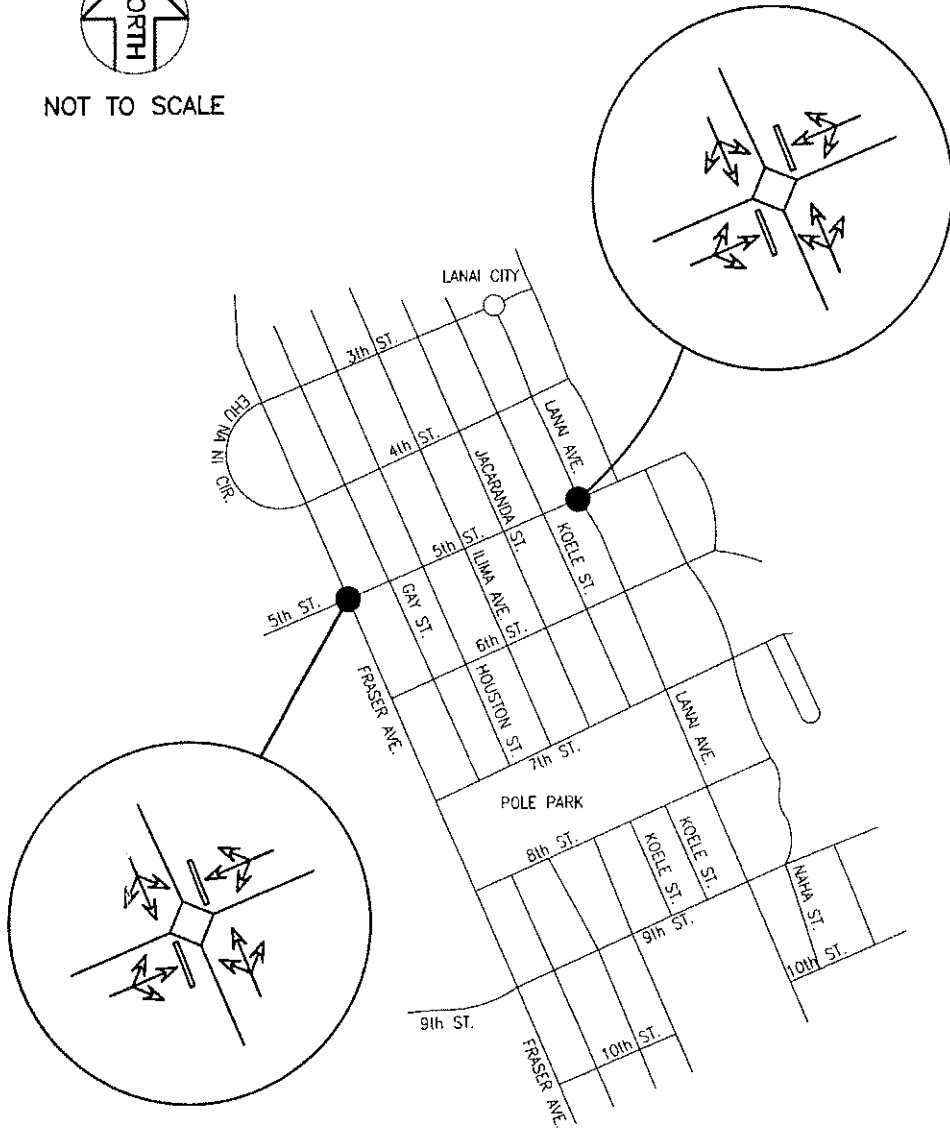 NORTH
NOT TO SCALE
LANAI CITY
3th ST.
EHU NA NI CIR.
4th ST.
LANAI AVE.
JACARANDA ST.
5th ST.
KOELE ST.
ILIMA AVE.
GAY ST.
5th ST.
6th ST.
FRASER AVE.
HOUSTON ST.
LANAI AVE.
7th ST.
POLE PARK
8th ST.
KOELE ST.
KOELE ST.
NAHA ST.
9th ST.
10th ST.
9th ST.
10th ST.
FRASER AVE.